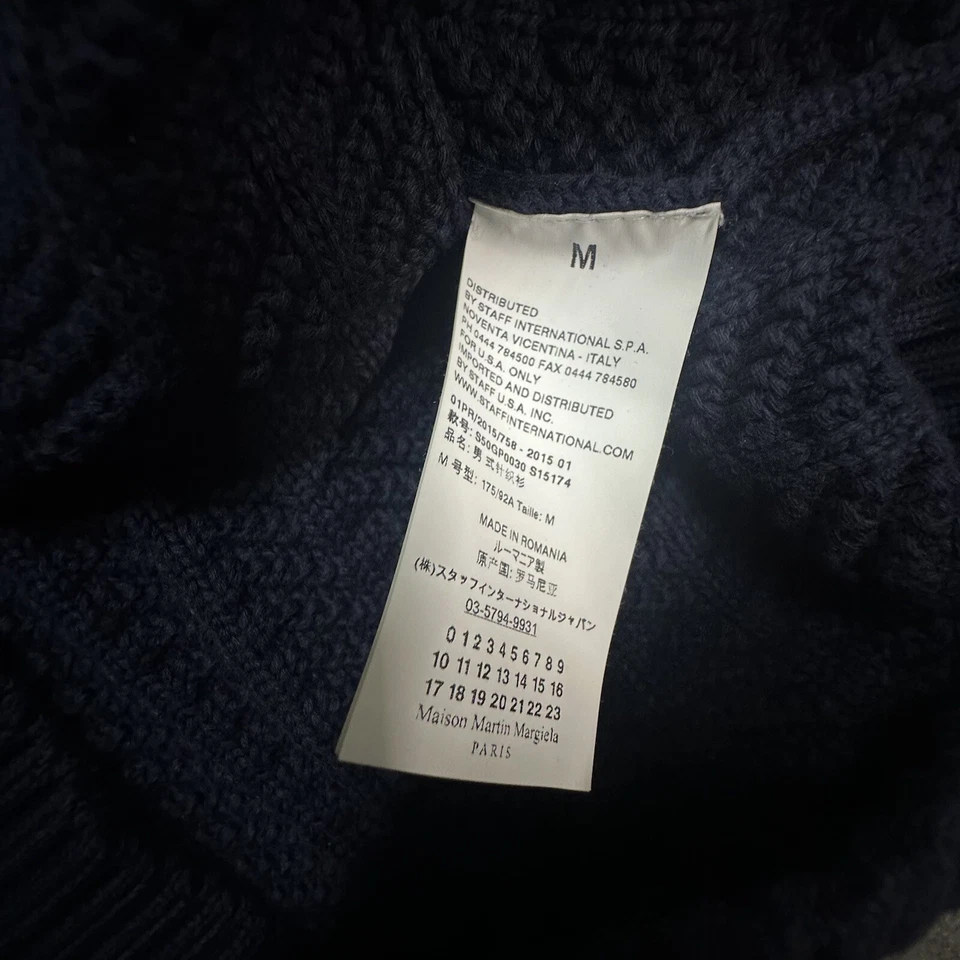 M
DISTRIBUTED
BY STAFF INTERNATIONAL S.P.A.
NOVENTA VICENTINA - ITALY
PH 0444 784500 FAX 0444 784580
FOR U.S.A. ONLY
IMPORTED AND DISTRIBUTED
BY STAFF U.S.A. INC.
WWW.STAFFINTERNATIONAL.COM
01PR/2015/758 - 2015 01
款号: S50GP0030 S15174
品名: 男式针织衫
M 号型: 175/92A Taille: M
MADE IN ROMANIA
ルーマニア製
原产国: 罗马尼亚
(株)スタッフインターナショナルジャパン
03-5794-9931
0 1 2 3 4 5 6 7 8 9
10 11 12 13 14 15 16
17 18 19 20 21 22 23
Maison Martin Margiela
PARIS